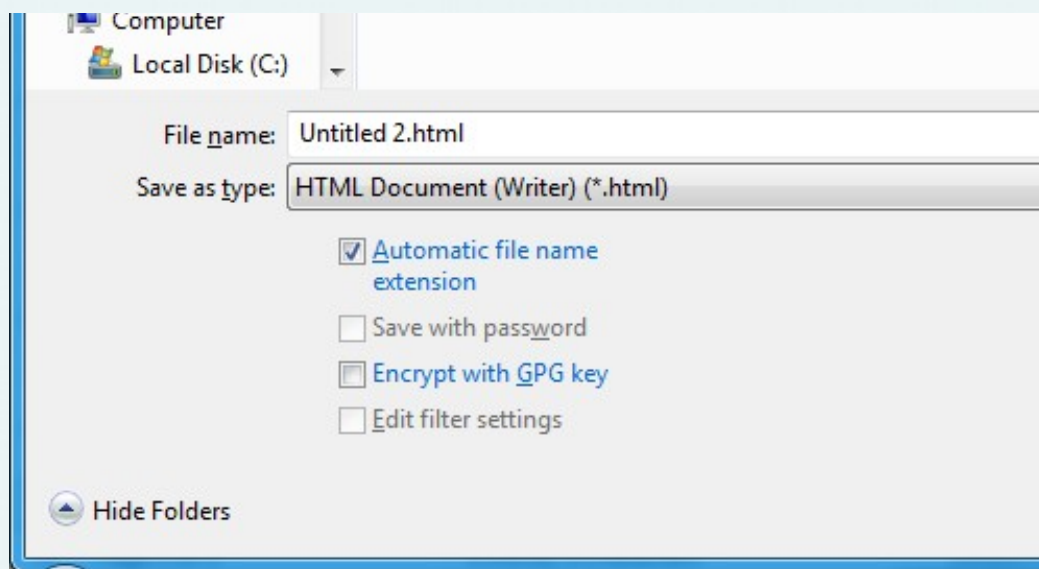 Computer
Local Disk (C:)
File name: Untitled 2.html
Save as type: HTML Document (Writer) (*.html)
Automatic file name
extension
Save with password
Encrypt with GPG key
Edit filter settings
Hide Folders